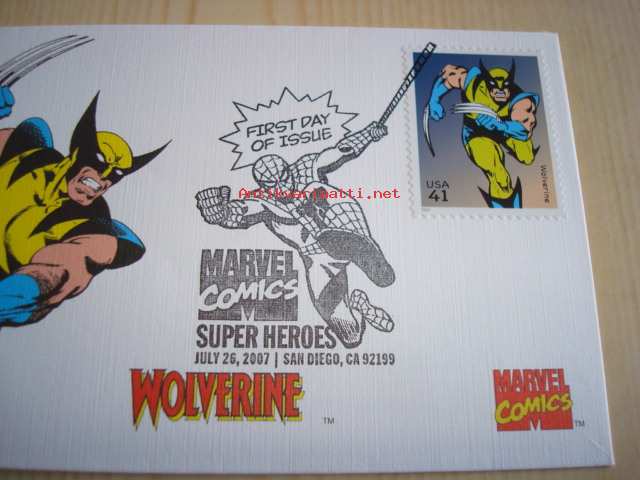 FIRST DAY
OF ISSUE
Antikvariaatti.net
USA
41
Wolverine
MARVEL
COMICS
SUPER HEROES
JULY 26, 2007 | SAN DIEGO, CA 92199
WOLVERINE TM
MARVEL
COMICS TM